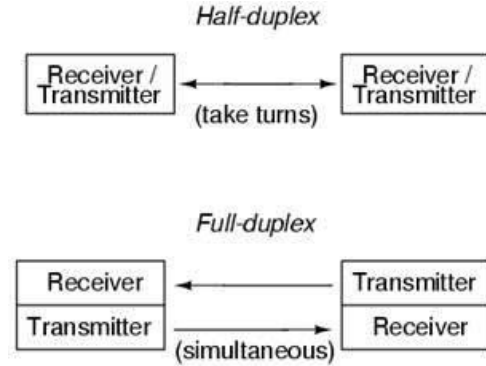 Half-duplex
Receiver /
Transmitter
(take turns)
Receiver /
Transmitter
Full-duplex
Receiver
Transmitter
Transmitter
Receiver
(simultaneous)